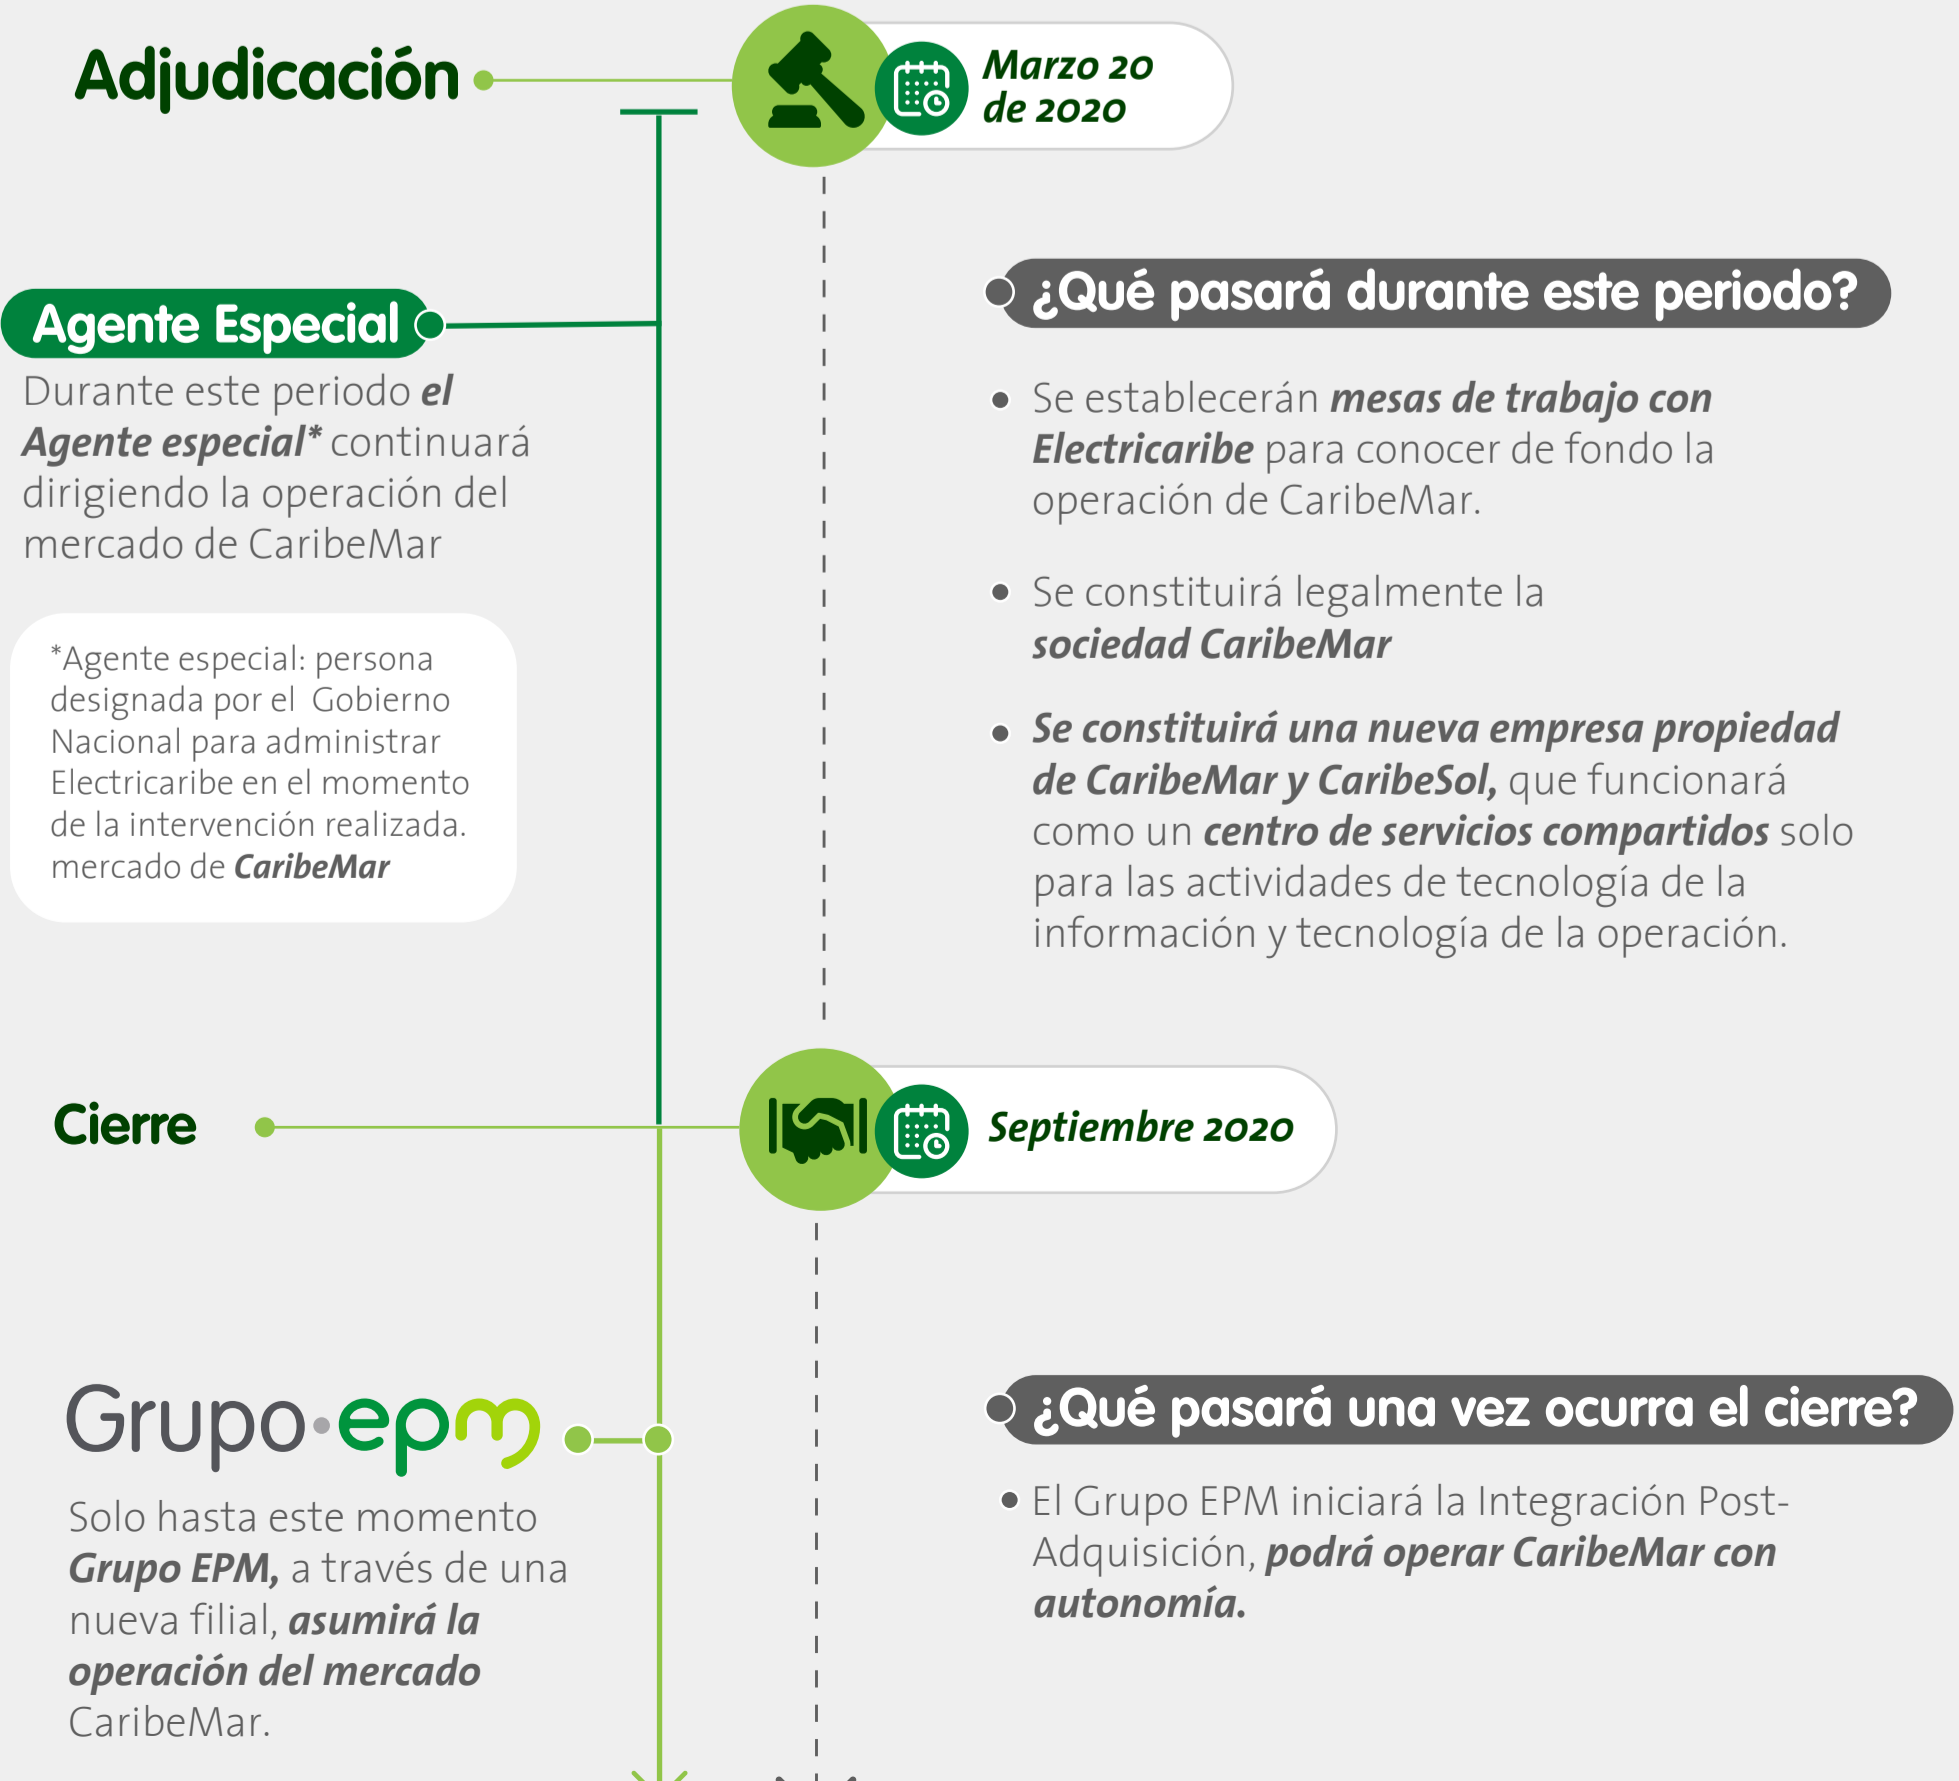 Adjudicación
Marzo 20
de 2020
Agente Especial
Durante este periodo el
Agente especial* continuará
dirigiendo la operación del
mercado de CaribeMar
*Agente especial: persona
designada por el Gobierno
Nacional para administrar
Electricaribe en el momento
de la intervención realizada.
mercado de CaribeMar
¿Qué pasará durante este periodo?
Se establecerán mesas de trabajo con
Electricaribe para conocer de fondo la
operación de CaribeMar.
Se constituirá legalmente la
sociedad CaribeMar
Se constituirá una nueva empresa propiedad
de CaribeMar y CaribeSol, que funcionará
como un centro de servicios compartidos solo
para las actividades de tecnología de la
información y tecnología de la operación.
Cierre
Septiembre 2020
Grupo·epm
Solo hasta este momento
Grupo EPM, a través de una
nueva filial, asumirá la
operación del mercado
CaribeMar.
¿Qué pasará una vez ocurra el cierre?
El Grupo EPM iniciará la Integración Post-
Adquisición, podrá operar CaribeMar con
autonomía.